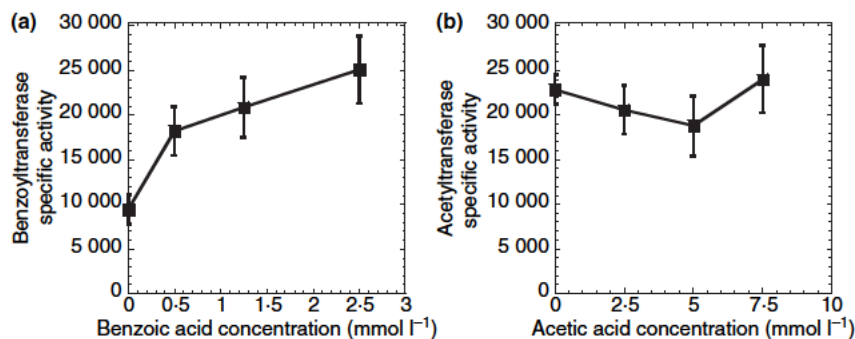 (a)
30 000
25 000
20 000
15 000
10 000
5 000
0
Benzoyltransferase
specific activity
0 0·5 1 1·5 2 2·5 3
Benzoic acid concentration (mmol l⁻¹)
(b)
30 000
25 000
20 000
15 000
10 000
5 000
0
Acetyltransferase
specific activity
0 2·5 5 7·5 10
Acetic acid concentration (mmol l⁻¹)